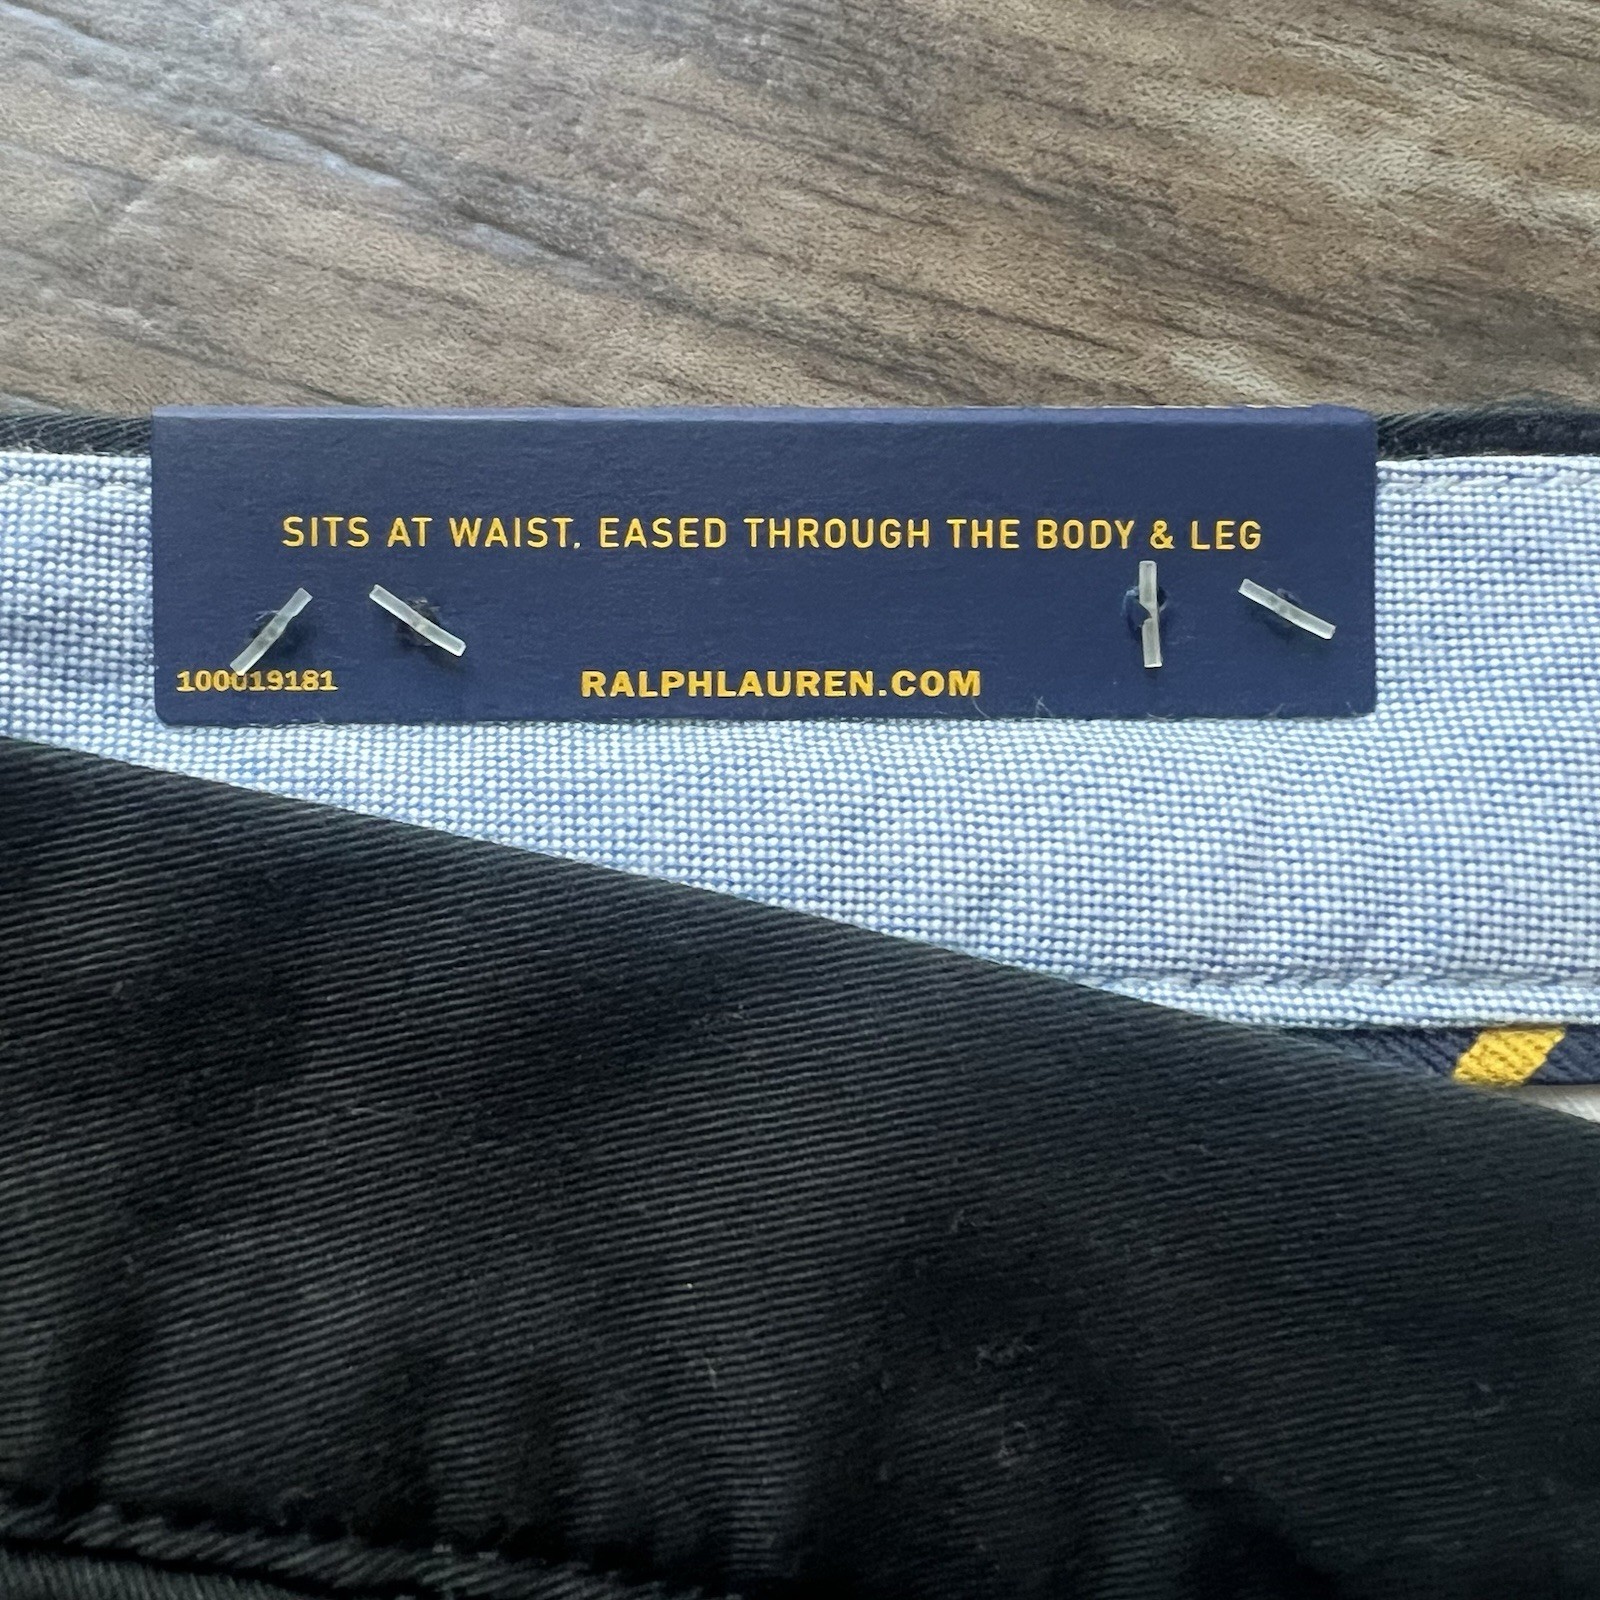 SITS AT WAIST. EASED THROUGH THE BODY & LEG
100019181
RALPHLAUREN.COM